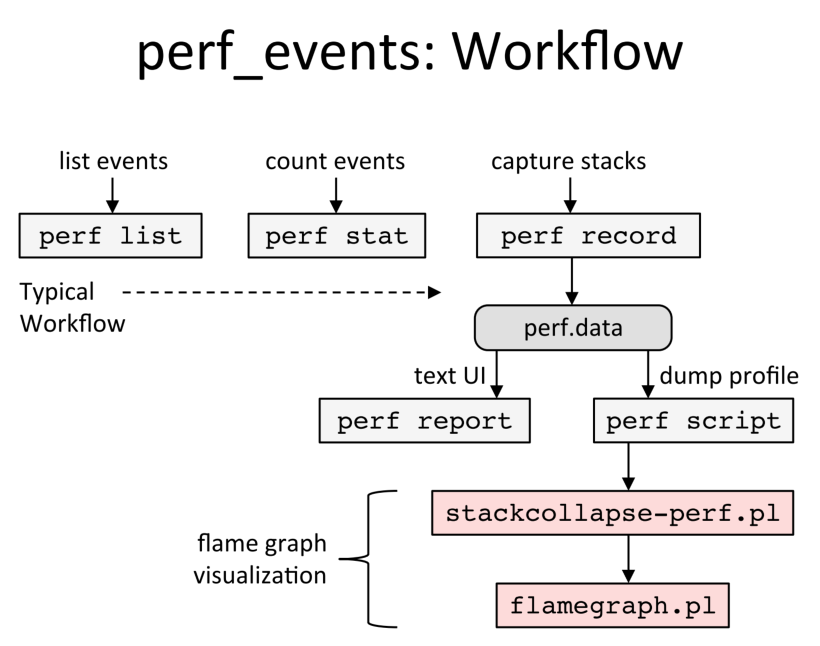 perf_events: Workflow
list events
count events
capture stacks
perf list
perf stat
perf record
Typical
Workflow
perf.data
text UI
dump profile
perf report
perf script
stackcollapse-perf.pl
flame graph
visualization
flamegraph.pl